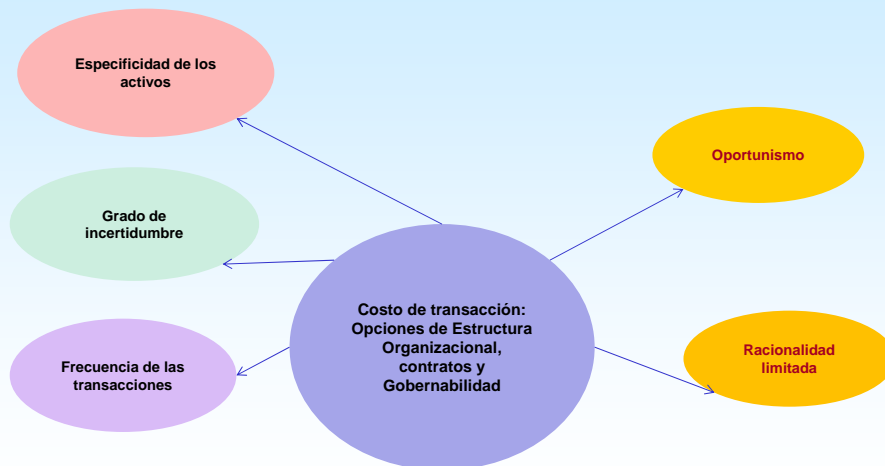 Especificidad de los
activos
Oportunismo
Grado de
incertidumbre
Costo de transacción:
Opciones de Estructura
Organizacional,
contratos y
Gobernabilidad
Frecuencia de las
transacciones
Racionalidad
limitada